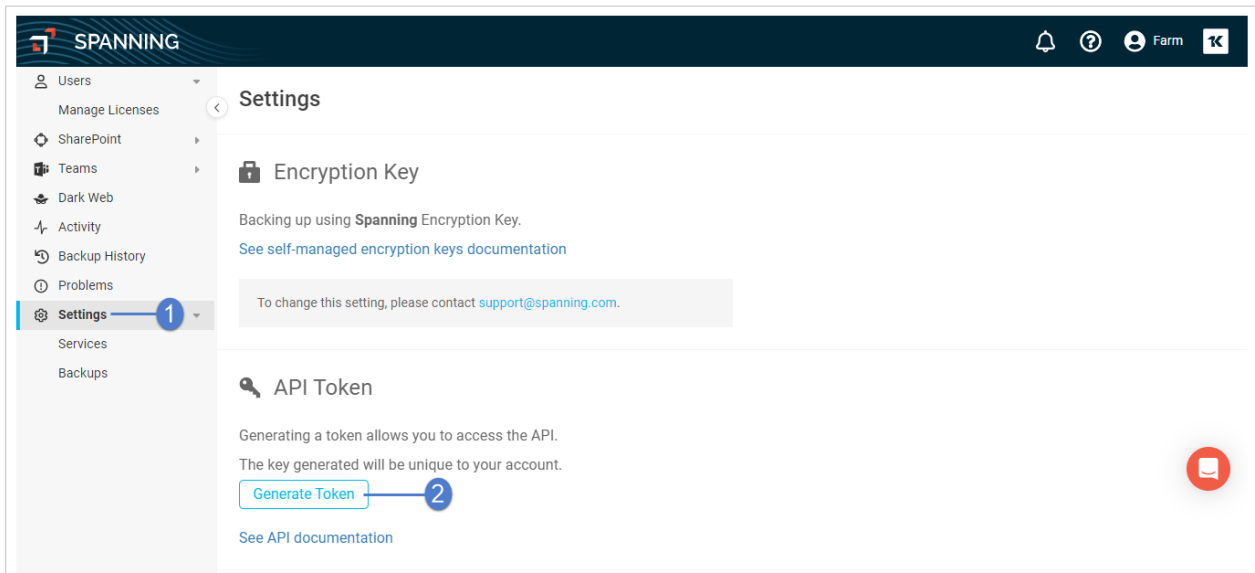 SPANNING
Farm
Users
Manage Licenses
SharePoint
Teams
Dark Web
Activity
Backup History
Problems
Settings
1
Services
Backups
Settings
Encryption Key
Backing up using Spanning Encryption Key.
See self-managed encryption keys documentation
To change this setting, please contact support@spanning.com.
API Token
Generating a token allows you to access the API.
The key generated will be unique to your account.
Generate Token
2
See API documentation